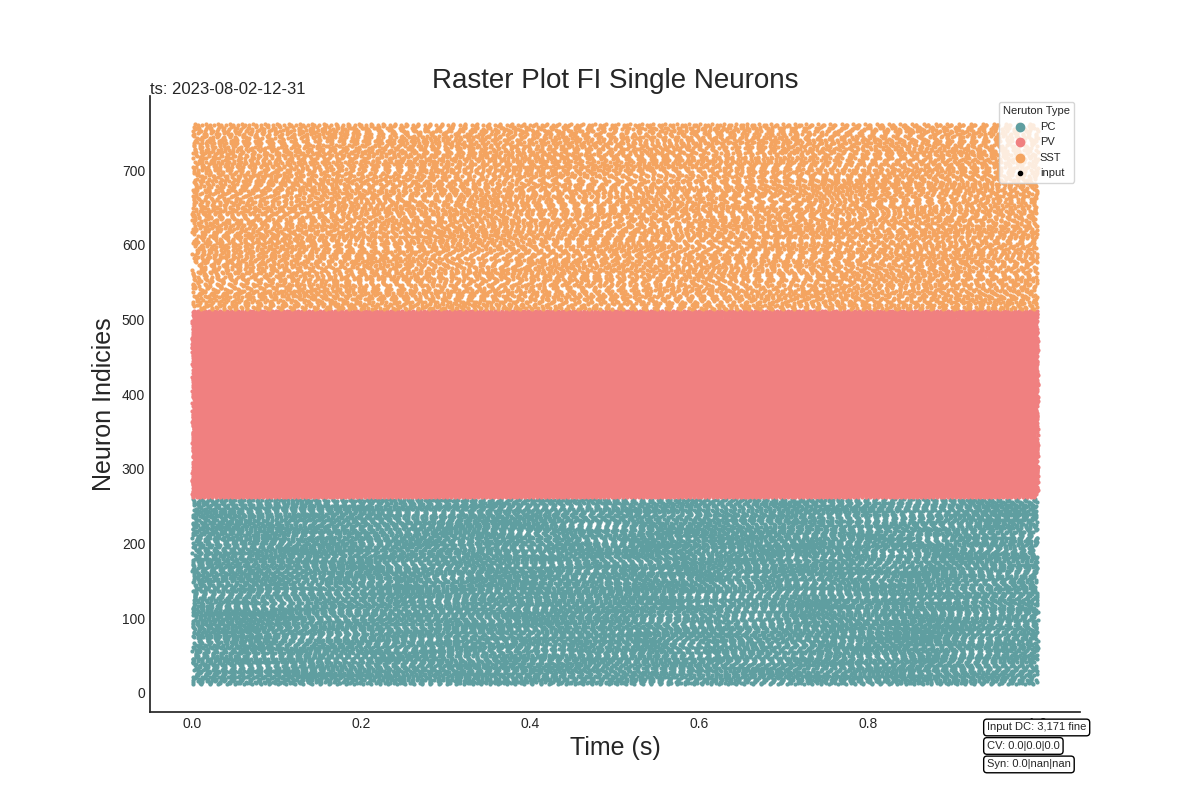 Raster Plot FI Single Neurons
ts: 2023-08-02-12-31
Neruton Type
PC
PV
SST
input
Neuron Indicies
700
600
500
400
300
200
100
0
0.0 0.2 0.4 0.6 0.8
Time (s)
Input DC: 3,171 fine
CV: 0.0|0.0|0.0
Syn: 0.0|nan|nan